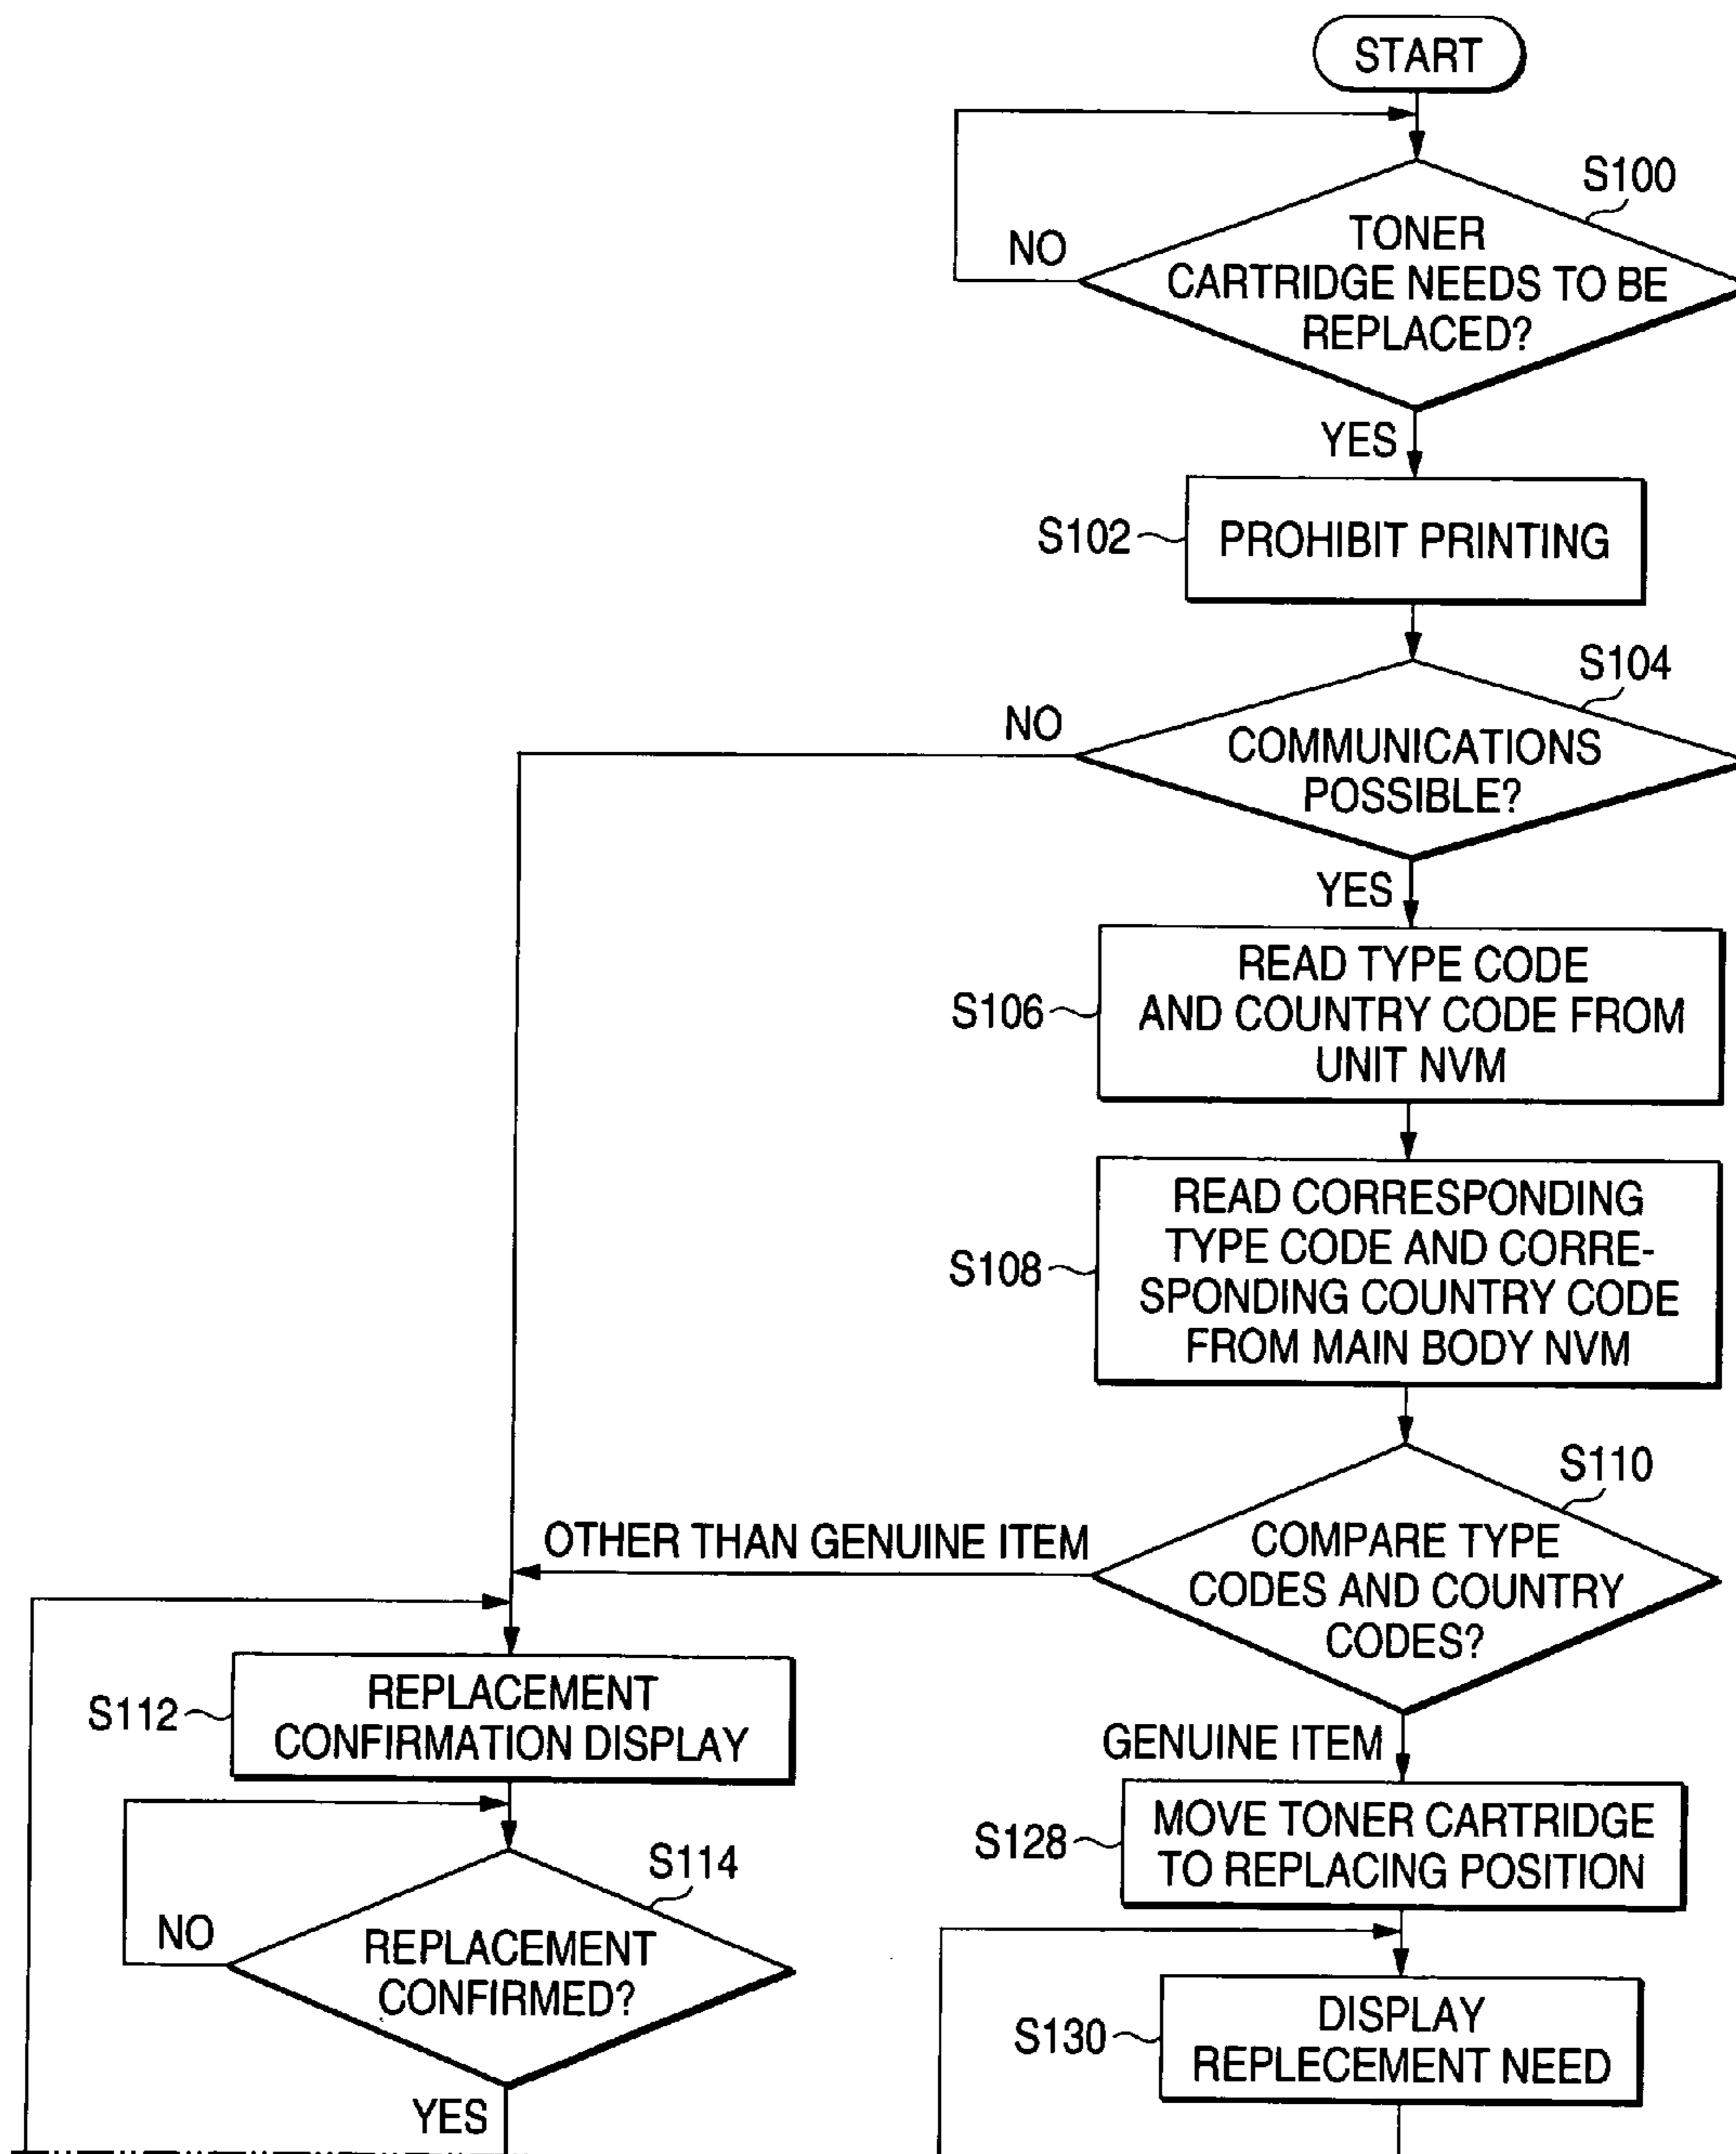 START
S100
NO
TONER
CARTRIDGE NEEDS TO BE
REPLACED?
YES
S102
PROHIBIT PRINTING
S104
NO
COMMUNICATIONS
POSSIBLE?
YES
S106
READ TYPE CODE
AND COUNTRY CODE FROM
UNIT NVM
S108
READ CORRESPONDING
TYPE CODE AND CORRE-
SPONDING COUNTRY CODE
FROM MAIN BODY NVM
S110
OTHER THAN GENUINE ITEM
COMPARE TYPE
CODES AND COUNTRY
CODES?
S112
REPLACEMENT
CONFIRMATION DISPLAY
GENUINE ITEM
S128
MOVE TONER CARTRIDGE
TO REPLACING POSITION
S114
NO
REPLACEMENT
CONFIRMED?
YES
S130
DISPLAY
REPLECEMENT NEED